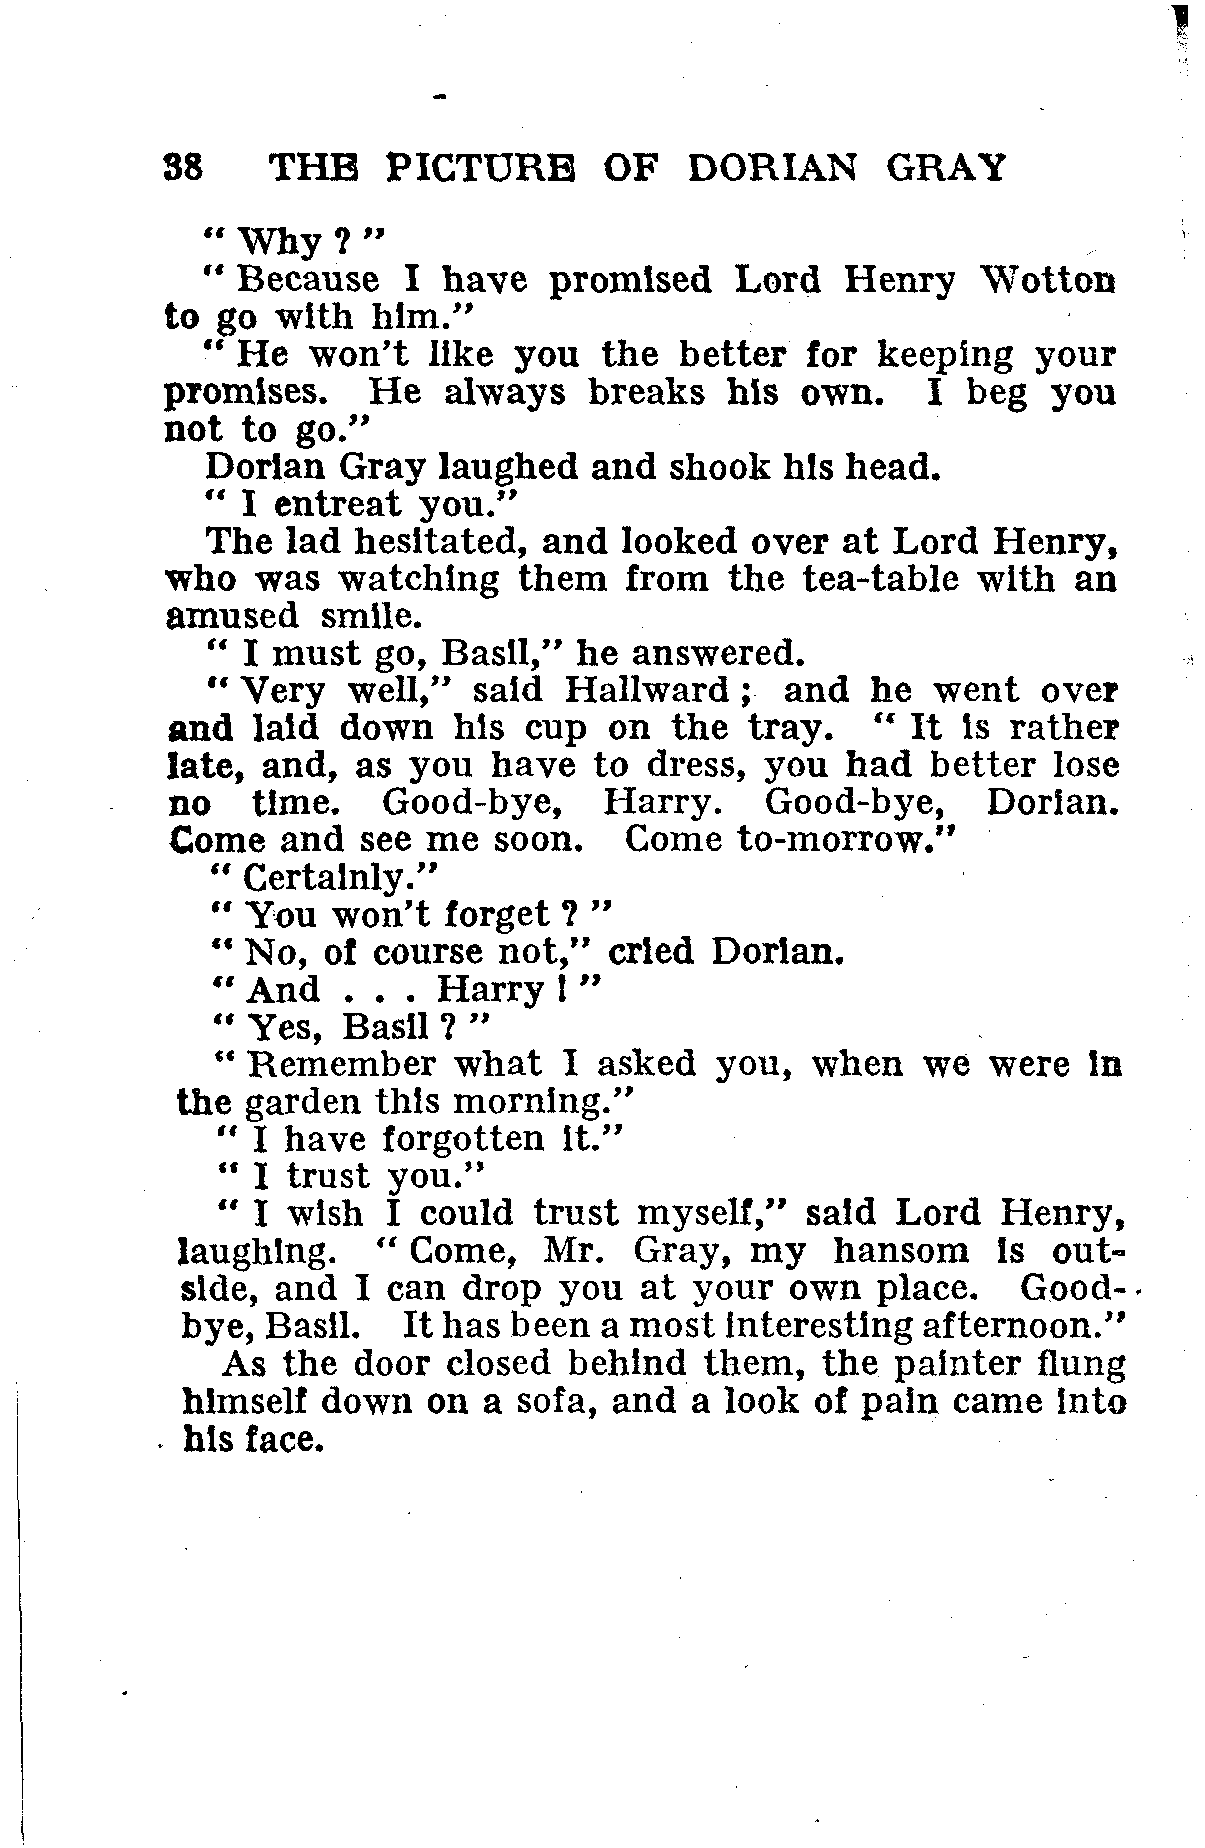 38 THE PICTURE OF DORIAN GRAY
" Why ? "
" Because I have promised Lord Henry Wotton
to go with him."
" He won't like you the better for keeping your
promises. He always breaks his own. I beg you
not to go."
Dorian Gray laughed and shook his head.
" I entreat you."
The lad hesitated, and looked over at Lord Henry,
who was watching them from the tea-table with an
amused smile.
" I must go, Basil," he answered.
" Very well," said Hallward ; and he went over
and laid down his cup on the tray. " It is rather
late, and, as you have to dress, you had better lose
no time. Good-bye, Harry. Good-bye, Dorian.
Come and see me soon. Come to-morrow."
" Certainly."
" You won't forget ? "
" No, of course not," cried Dorian.
" And . . . Harry ! "
" Yes, Basil ? "
" Remember what I asked you, when we were in
the garden this morning."
" I have forgotten it."
" I trust you."
" I wish I could trust myself," said Lord Henry,
laughing. " Come, Mr. Gray, my hansom is out-
side, and I can drop you at your own place. Good-
bye, Basil. It has been a most interesting afternoon."
As the door closed behind them, the painter flung
himself down on a sofa, and a look of pain came into
his face.